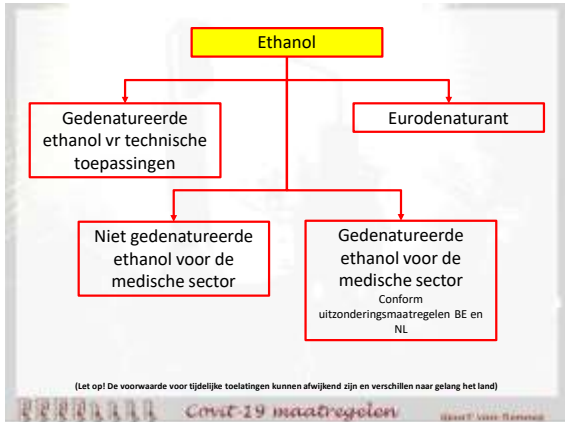 Ethanol
Gedenatureerde
ethanol vr technische
toepassingen
Eurodenaturant
Niet gedenatureerde
ethanol voor de
medische sector
Gedenatureerde
ethanol voor de
medische sector
Conform
uitzonderingsmaatregelen BE en
NL
(Let op! De voorwaarde voor tijdelijke toelatingen kunnen afwijkend zijn en verschillen naar gelang het land)
Covit-19 maatregelen